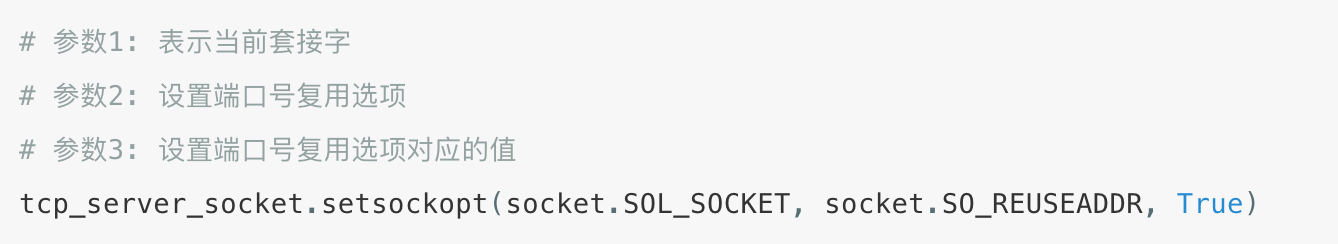 # 参数1: 表示当前套接字
# 参数2: 设置端口号复用选项
# 参数3: 设置端口号复用选项对应的值
tcp_server_socket.setsockopt(socket.SOL_SOCKET, socket.SO_REUSEADDR, True)